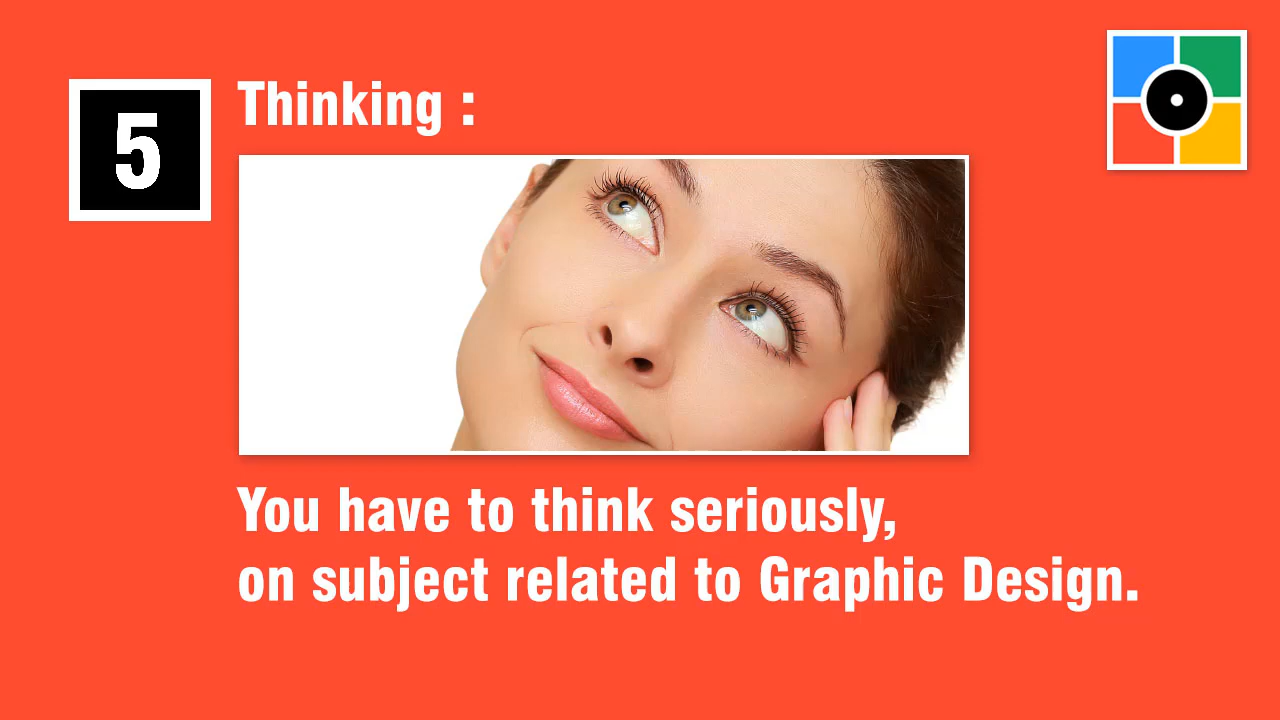 5
Thinking :
You have to think seriously,
on subject related to Graphic Design.